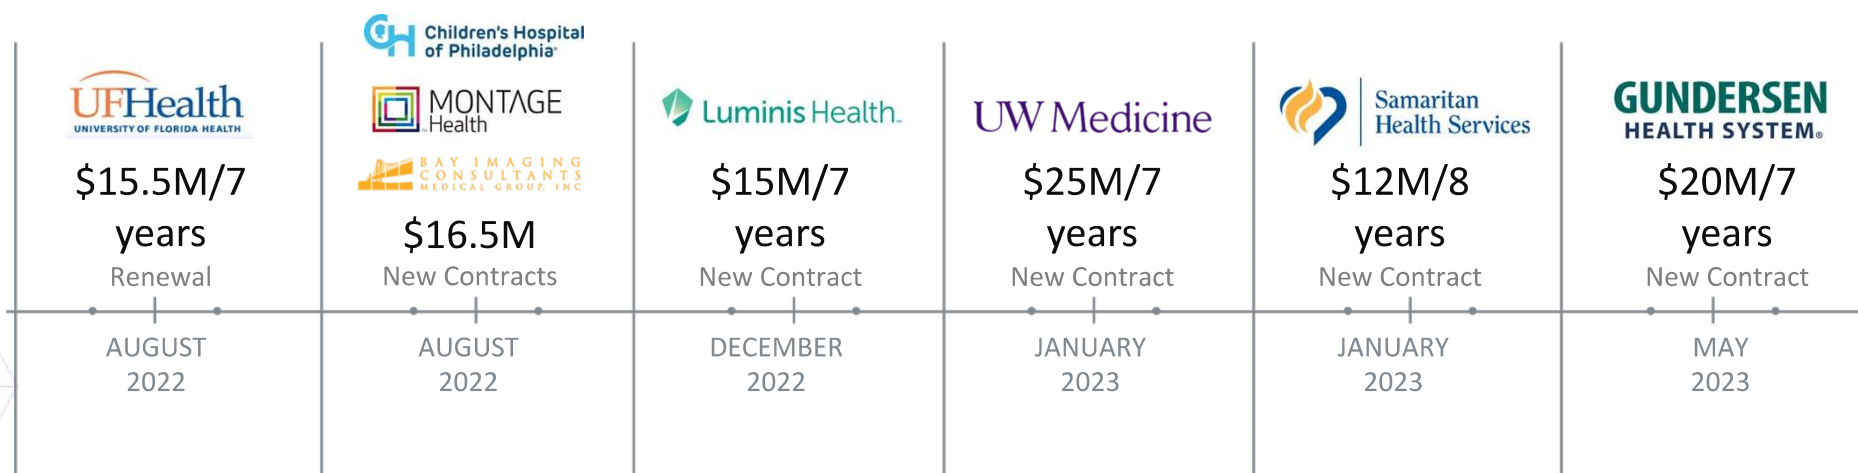 UFHealth
UNIVERSITY OF FLORIDA HEALTH
$15.5M/7
years
Renewal
AUGUST
2022
Children's Hospital
of Philadelphia®
MONTAGE
Health
BAY IMAGING
CONSULTANTS
MEDICAL GROUP, INC
$16.5M
New Contracts
AUGUST
2022
Luminis Health
$15M/7
years
New Contract
DECEMBER
2022
UW Medicine
$25M/7
years
New Contract
JANUARY
2023
Samaritan
Health Services
$12M/8
years
New Contract
JANUARY
2023
GUNDERSEN
HEALTH SYSTEM®
$20M/7
years
New Contract
MAY
2023